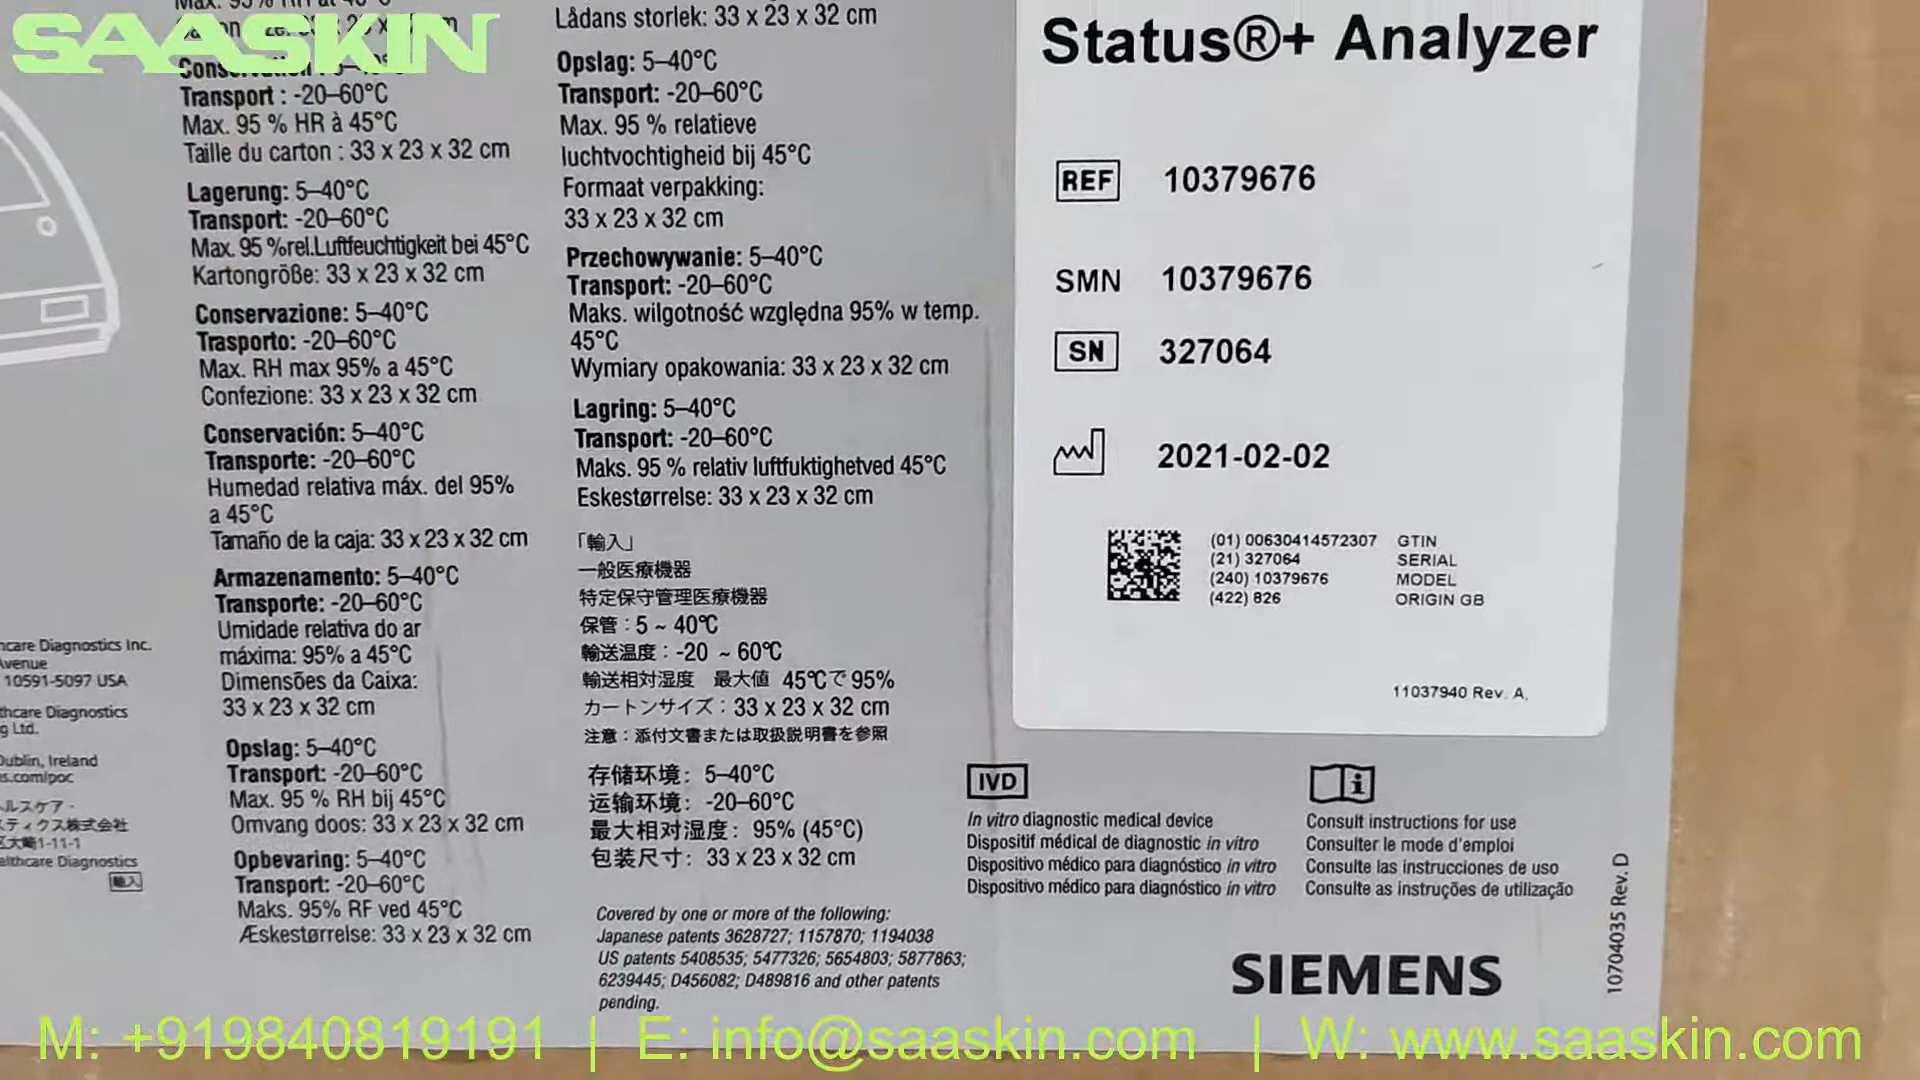 SAASKIN
Transport : -20–60°C
Max. 95 % HR à 45°C
Taille du carton : 33 x 23 x 32 cm
Lagerung: 5–40°C
Transport: -20–60°C
Max. 95 %rel.Luftfeuchtigkeit bei 45°C
Kartongröße: 33 x 23 x 32 cm
Conservazione: 5–40°C
Trasporto: -20–60°C
Max. RH max 95% a 45°C
Confezione: 33 x 23 x 32 cm
Conservación: 5–40°C
Transporte: -20–60°C
Humedad relativa máx. del 95%
a 45°C
Tamaño de la caja: 33 x 23 x 32 cm
Armazenamento: 5–40°C
Transporte: -20–60°C
Umidade relativa do ar
máxima: 95% a 45°C
Dimensões da Caixa:
33 x 23 x 32 cm
Opslag: 5–40°C
Transport: -20–60°C
Max. 95 % RH bij 45°C
Omvang doos: 33 x 23 x 32 cm
Opbevaring: 5–40°C
Transport: -20–60°C
Maks. 95% RF ved 45°C
Æskestørrelse: 33 x 23 x 32 cm
Diagnostics Inc.
10591-5097 USA
Diagnostics
Ltd.
Dublin, Ireland
ルスケア・
ティクス株式会社
大崎1-11-1
Diagnostics
輸入
Lådans storlek: 33 x 23 x 32 cm
Opslag: 5–40°C
Transport: -20–60°C
Max. 95 % relatieve
luchtvochtigheid bij 45°C
Formaat verpakking:
33 x 23 x 32 cm
Przechowywanie: 5–40°C
Transport: -20–60°C
Maks. wilgotność względna 95% w temp.
45°C
Wymiary opakowania: 33 x 23 x 32 cm
Lagring: 5–40°C
Transport: -20–60°C
Maks. 95 % relativ luftfuktighetved 45°C
Eskestørrelse: 33 x 23 x 32 cm
「輸入」
一般医療機器
特定保守管理医療機器
保管：5 ~ 40℃
輸送温度：-20 ~ 60℃
輸送相対湿度 最大値 45℃で95%
カートンサイズ：33 x 23 x 32 cm
注意：添付文書または取扱説明書を参照
存储环境： 5–40°C
运输环境： -20–60°C
最大相对湿度： 95% (45°C)
包装尺寸： 33 x 23 x 32 cm
Covered by one or more of the following:
Japanese patents 3628727; 1157870; 1194038
US patents 5408535; 5477326; 5654803; 5877863;
6239445; D456082; D489816 and other patents
pending.
Status®+ Analyzer
REF 10379676
SMN 10379676
SN 327064
2021-02-02
(01) 00630414572307 GTIN
(21) 327064 SERIAL
(240) 10379676 MODEL
(422) 826 ORIGIN GB
11037940 Rev. A.
IVD
In vitro diagnostic medical device
Dispositif médical de diagnostic in vitro
Dispositivo médico para diagnóstico in vitro
Dispositivo médico para diagnóstico in vitro
i
Consult instructions for use
Consulter le mode d'emploi
Consulte las instrucciones de uso
Consulte as instruções de utilização
10704035 Rev. D
SIEMENS
M: +919840819191 | E: info@saaskin.com | W: www.saaskin.com